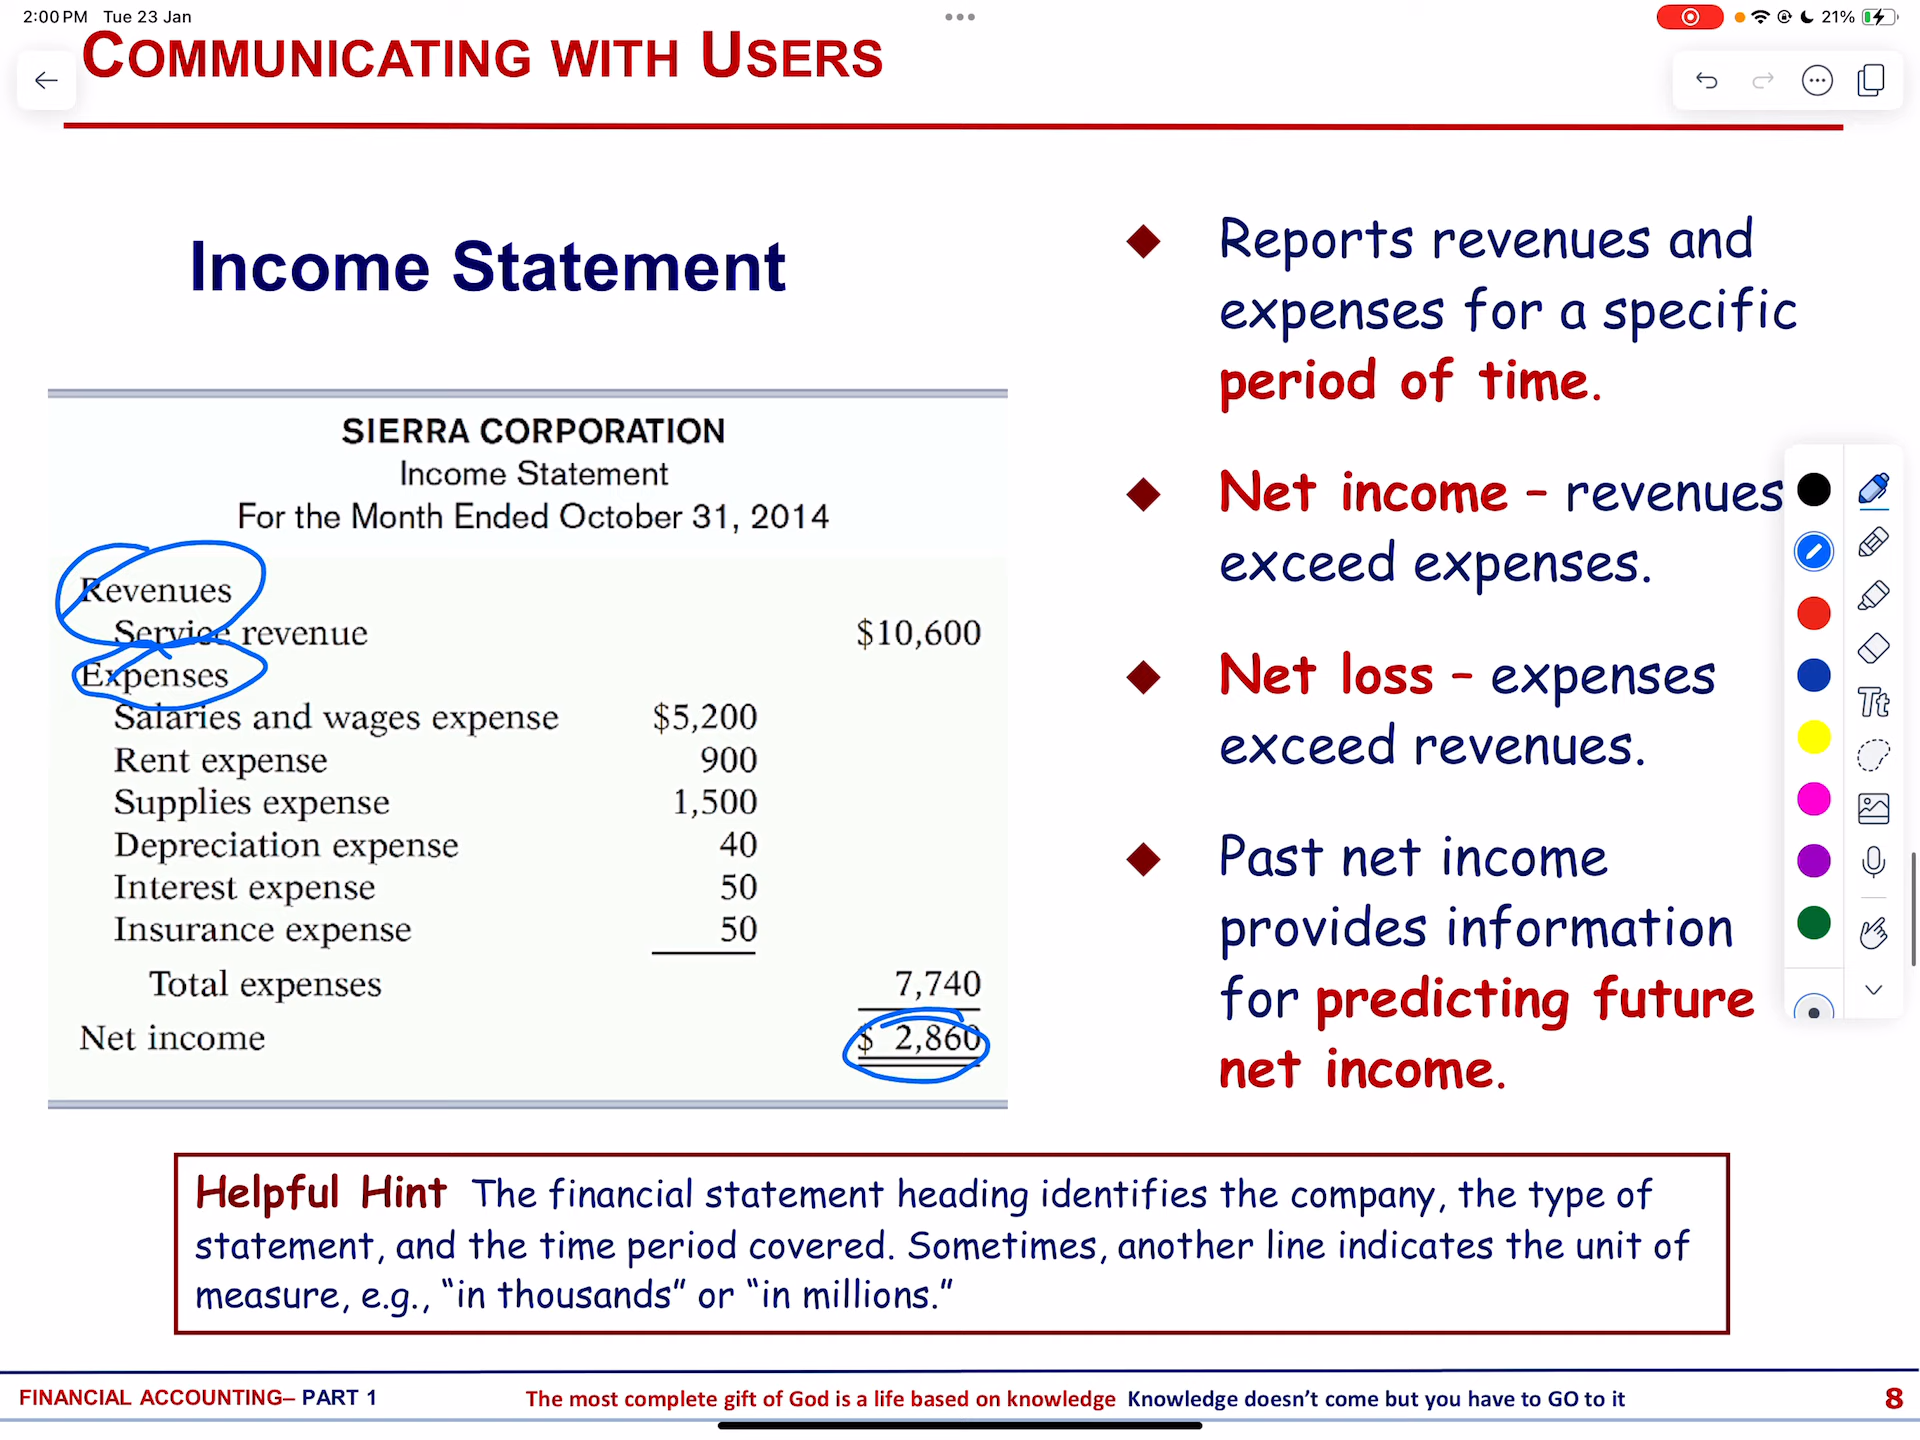 2:00 PM Tue 23 Jan
21%
COMMUNICATING WITH USERS
Income Statement
SIERRA CORPORATION
Income Statement
For the Month Ended October 31, 2014
Revenues
Service revenue $10,600
Expenses
Salaries and wages expense $5,200
Rent expense 900
Supplies expense 1,500
Depreciation expense 40
Interest expense 50
Insurance expense 50
Total expenses 7,740
Net income $ 2,860
Reports revenues and
expenses for a specific
period of time.
Net income – revenues
exceed expenses.
Net loss – expenses
exceed revenues.
Past net income
provides information
for predicting future
net income.
Tt
Helpful Hint The financial statement heading identifies the company, the type of
statement, and the time period covered. Sometimes, another line indicates the unit of
measure, e.g., “in thousands” or “in millions.”
FINANCIAL ACCOUNTING– PART 1 The most complete gift of God is a life based on knowledge Knowledge doesn’t come but you have to GO to it 8